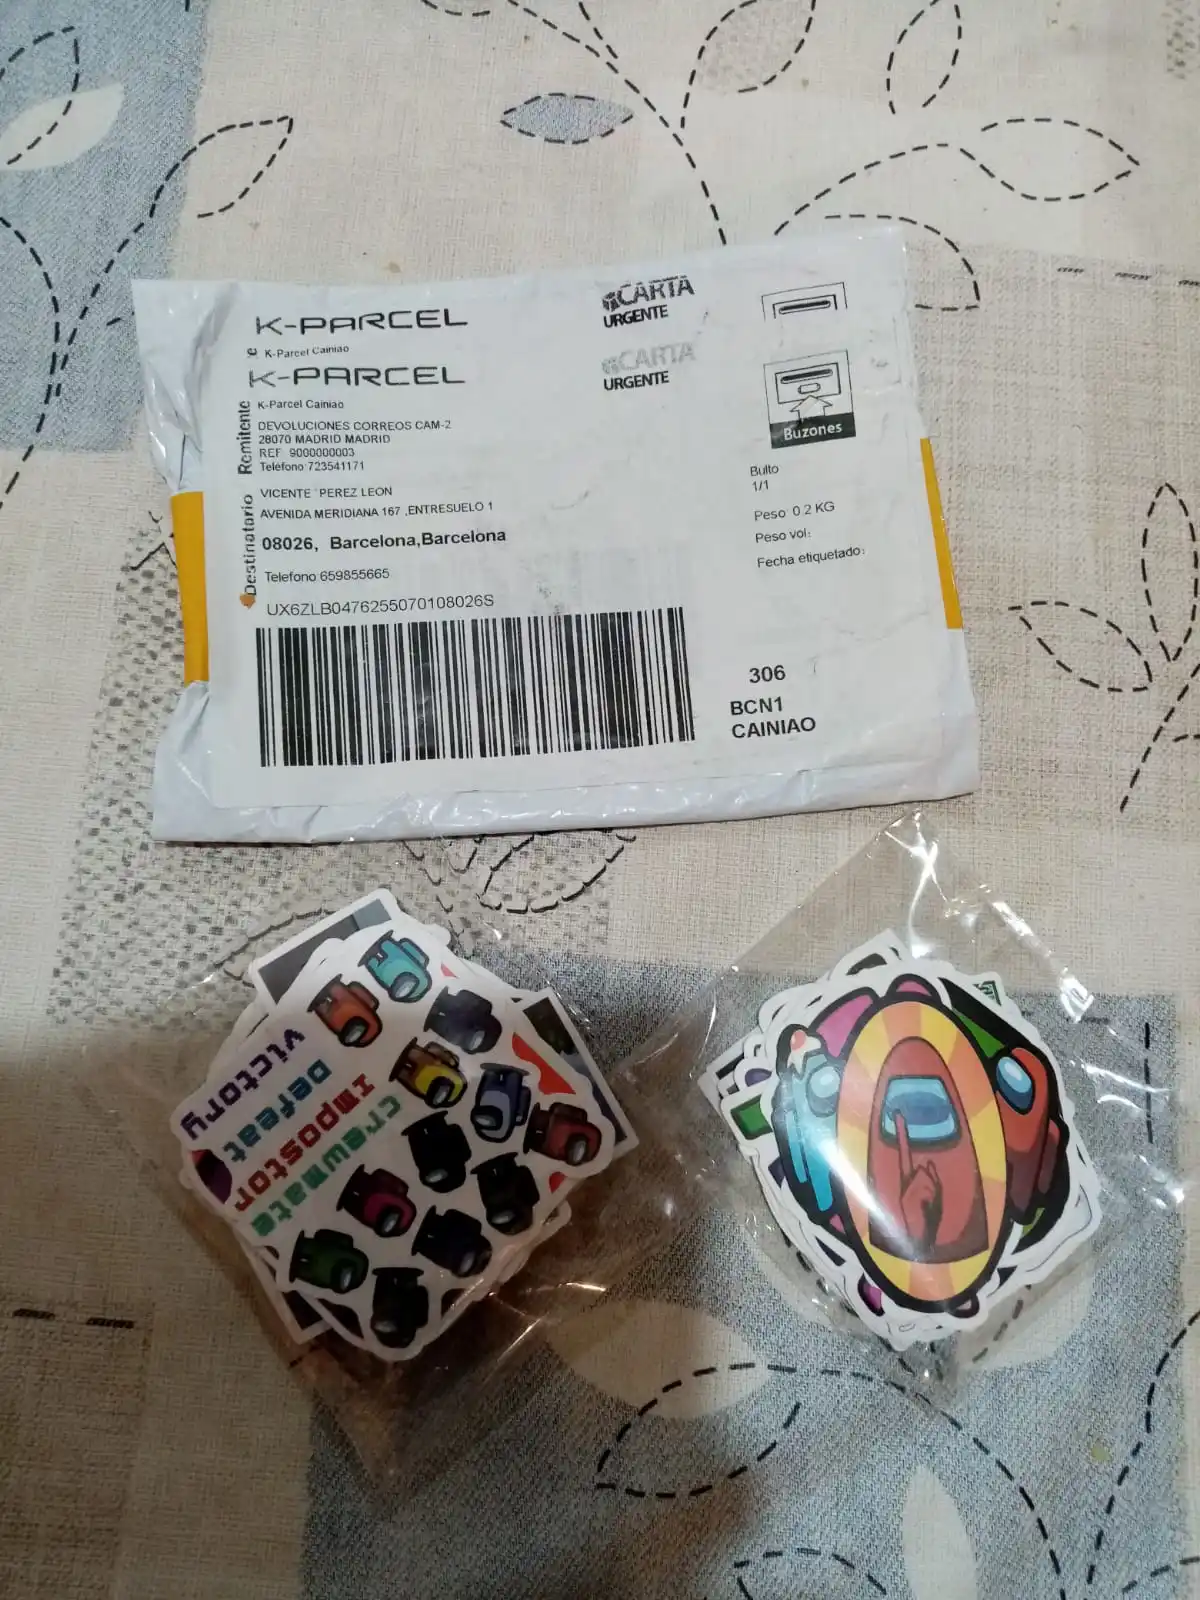 K-PARCEL
K-Parcel Cainiao
K-PARCEL
K-Parcel Cainiao
Remitente
DEVOLUCIONES CORREOS CAM-2
28070 MADRID MADRID
REF 9000000003
Teléfono:723541171
Destinatario
VICENTE PEREZ LEON
AVENIDA MERIDIANA 167 ,ENTRESUELO 1
08026, Barcelona,Barcelona
Telefono:659855665
UX6ZLB0476255070108026S
CARTA
URGENTE
CARTA
URGENTE
Buzones
Bulto
1/1
Peso 0.2 KG
Peso vol:
Fecha etiquetado:
306
BCN1
CAINIAO
victory
Defeat
Impostor
crewmate